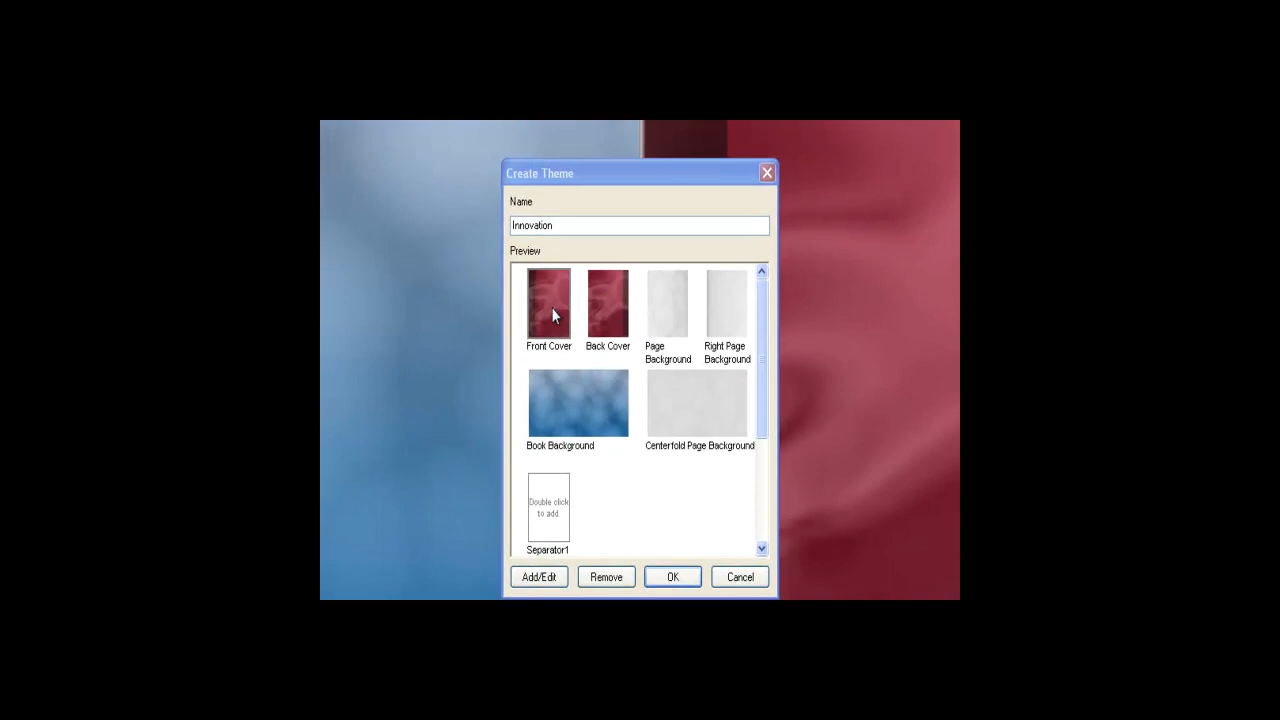 Create Theme
Name
Innovation
Preview
Front Cover
Back Cover
Page
Background
Right Page
Background
Book Background
Centerfold Page Background
Double click
to add
Separator1
Add/Edit
Remove
OK
Cancel